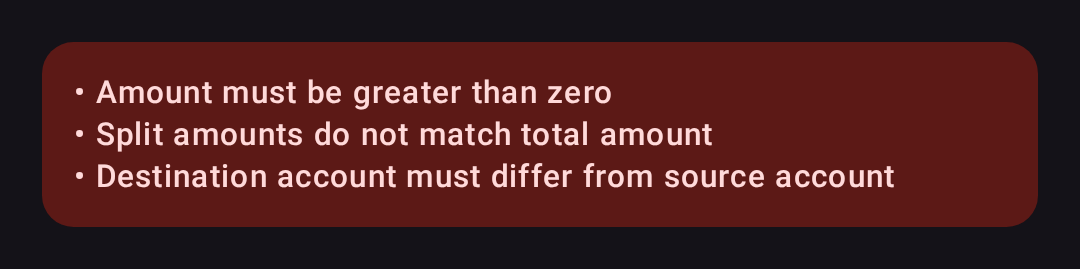 • Amount must be greater than zero
• Split amounts do not match total amount
• Destination account must differ from source account